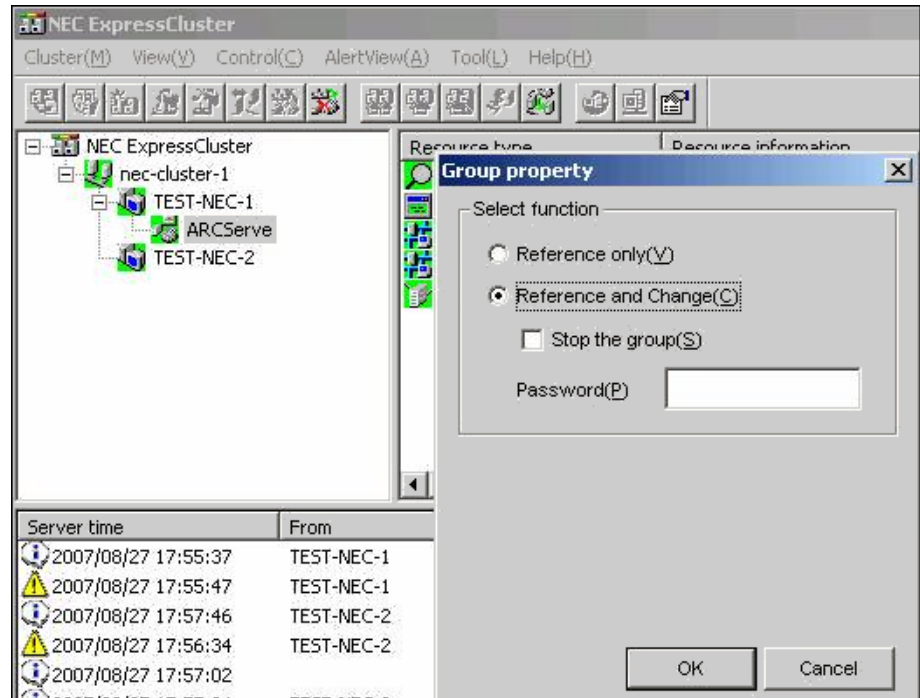 NEC ExpressCluster
Cluster(M) View(V) Control(C) AlertView(A) Tool(L) Help(H)
NEC ExpressCluster
nec-cluster-1
TEST-NEC-1
ARCServe
TEST-NEC-2
Resource type Resource information
Group property
Select function
Reference only(V)
Reference and Change(C)
Stop the group(S)
Password(P)
OK Cancel
Server time From
2007/08/27 17:55:37 TEST-NEC-1
2007/08/27 17:55:47 TEST-NEC-1
2007/08/27 17:57:46 TEST-NEC-2
2007/08/27 17:56:34 TEST-NEC-2
2007/08/27 17:57:02